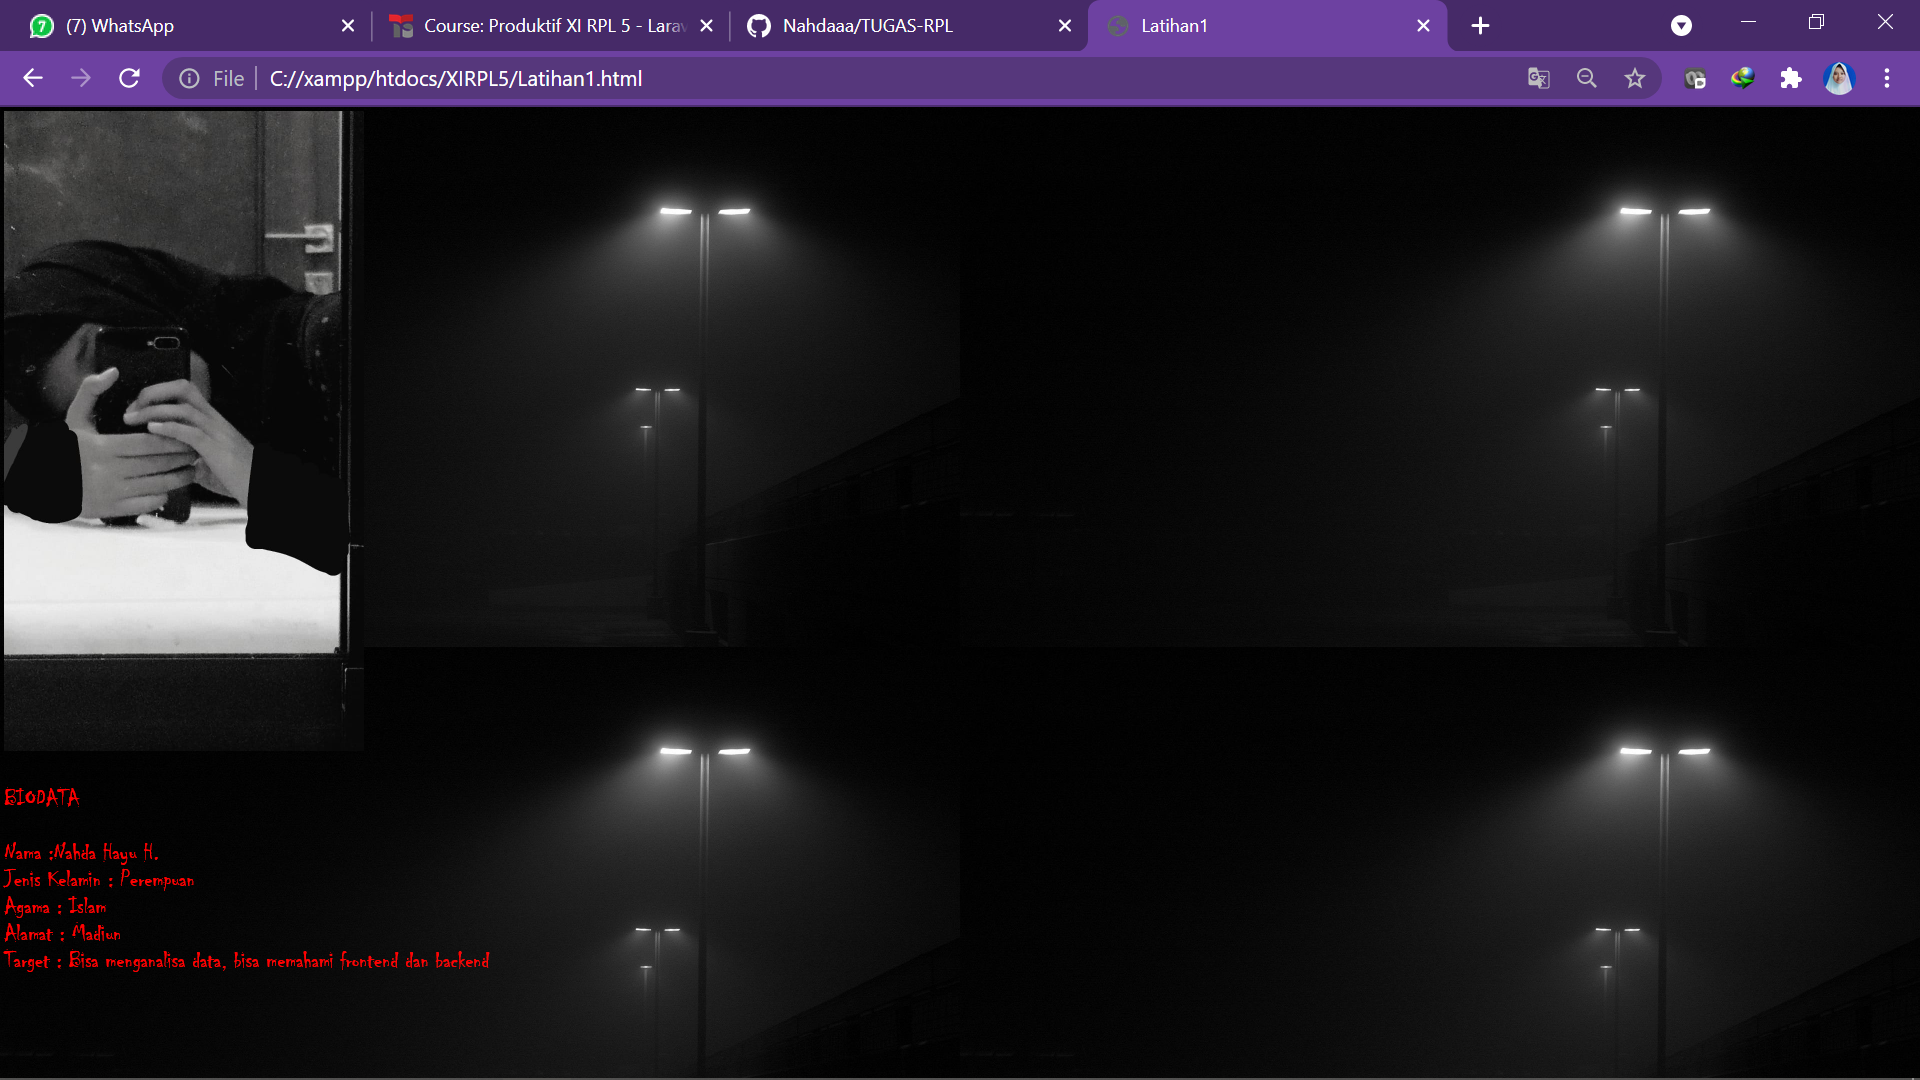 (7) WhatsApp
Course: Produktif XI RPL 5 - Larav
Nahdaaa/TUGAS-RPL
Latihan1
File
C://xampp/htdocs/XIRPL5/Latihan1.html
BIODATA
Nama :Nahda Hayu H.
Jenis Kelamin : Perempuan
Agama : Islam
Alamat : Madiun
Target : Bisa menganalisa data, bisa memahami frontend dan backend